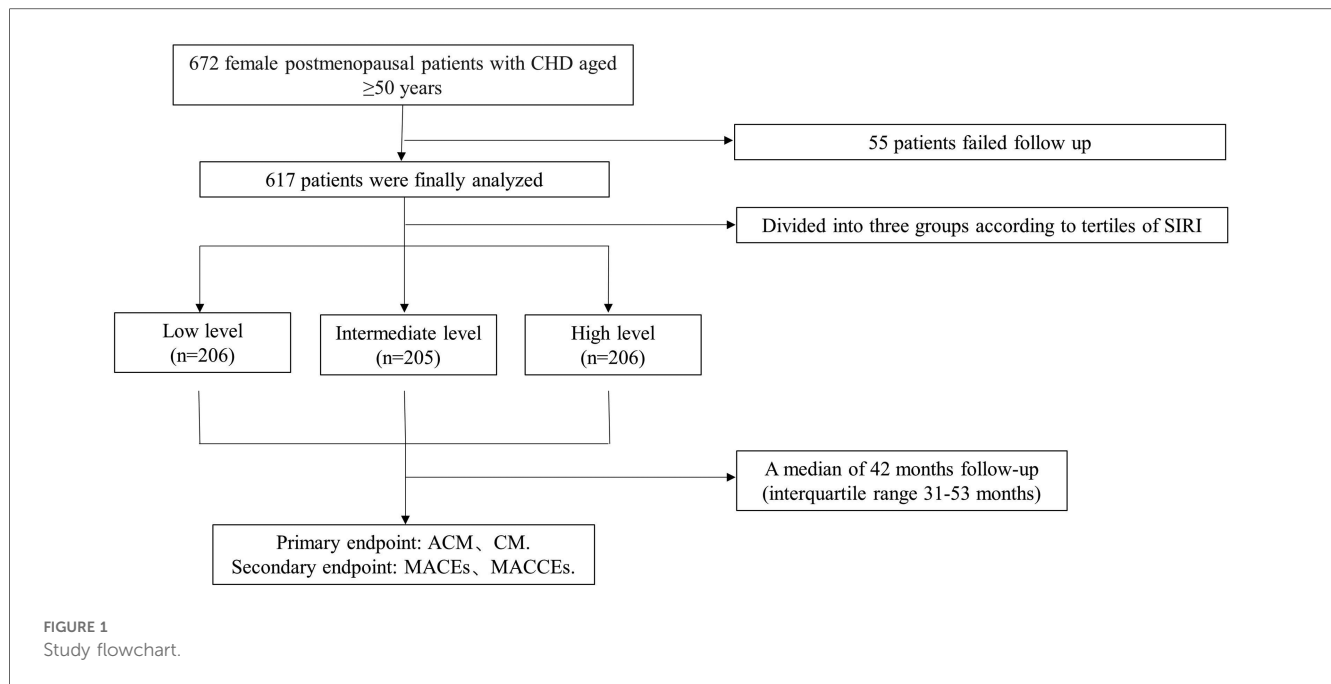 672 female postmenopausal patients with CHD aged
≥50 years
55 patients failed follow up
617 patients were finally analyzed
Divided into three groups according to tertiles of SIRI
Low level
(n=206)
Intermediate level
(n=205)
High level
(n=206)
A median of 42 months follow-up
(interquartile range 31-53 months)
Primary endpoint: ACM、CM.
Secondary endpoint: MACEs、MACCEs.
FIGURE 1
Study flowchart.